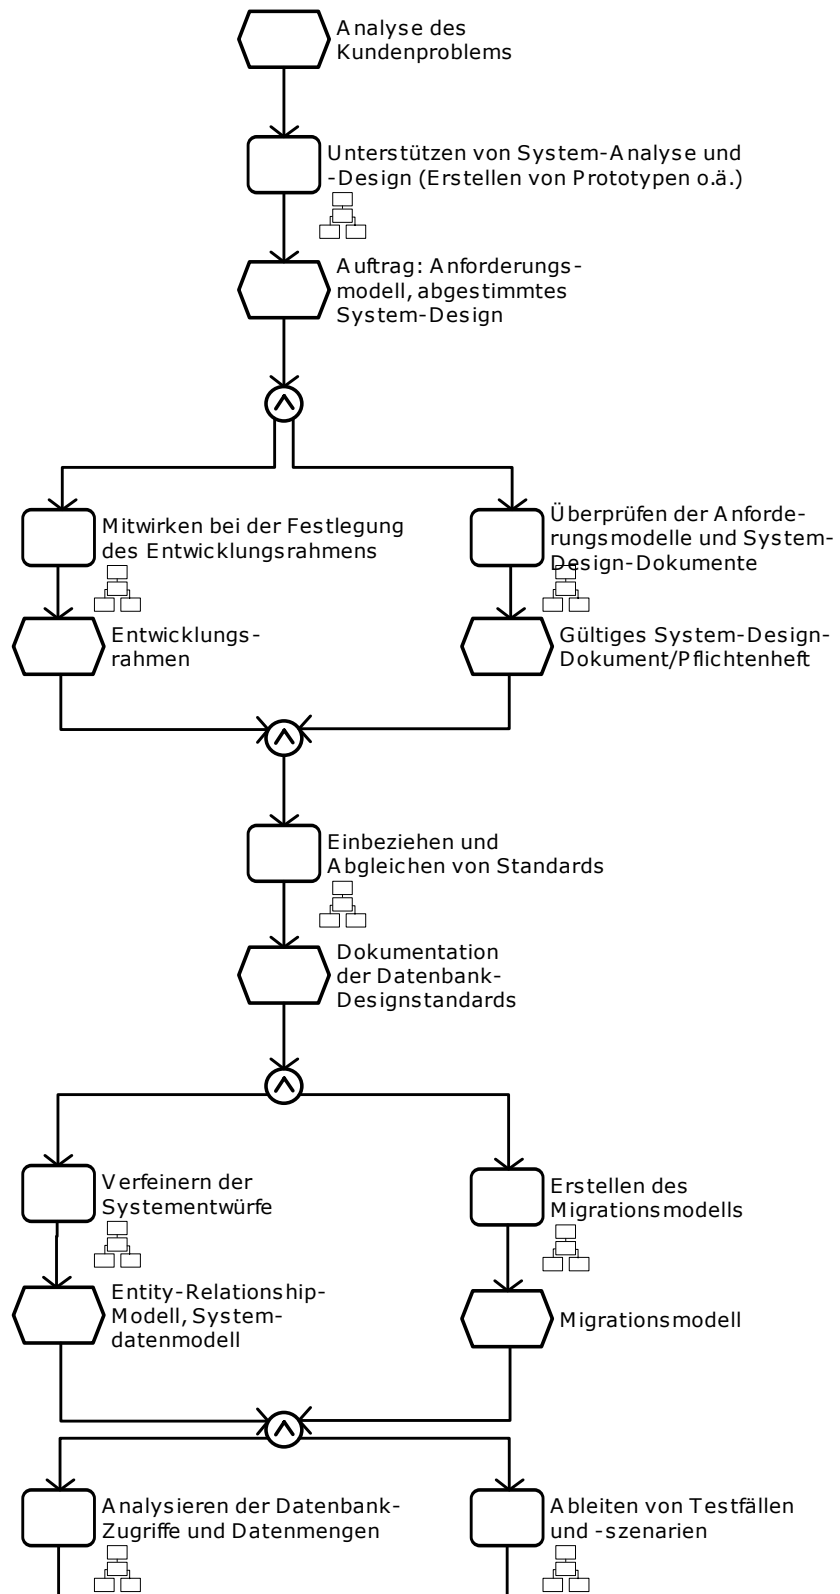 Analyse des
Kundenproblems
Unterstützen von System-Analyse und
-Design (Erstellen von Prototypen o.ä.)
Auftrag: Anforderungs-
modell, abgestimmtes
System-Design
Mitwirken bei der Festlegung
des Entwicklungsrahmens
Überprüfen der Anforde-
rungsmodelle und System-
Design-Dokumente
Entwicklungs-
rahmen
Gültiges System-Design-
Dokument/Pflichtenheft
Einbeziehen und
Abgleichen von Standards
Dokumentation
der Datenbank-
Designstandards
Verfeinern der
Systementwürfe
Erstellen des
Migrationsmodells
Entity-Relationship-
Modell, System-
datenmodell
Migrationsmodell
Analysieren der Datenbank-
Zugriffe und Datenmengen
Ableiten von Testfällen
und -szenarien